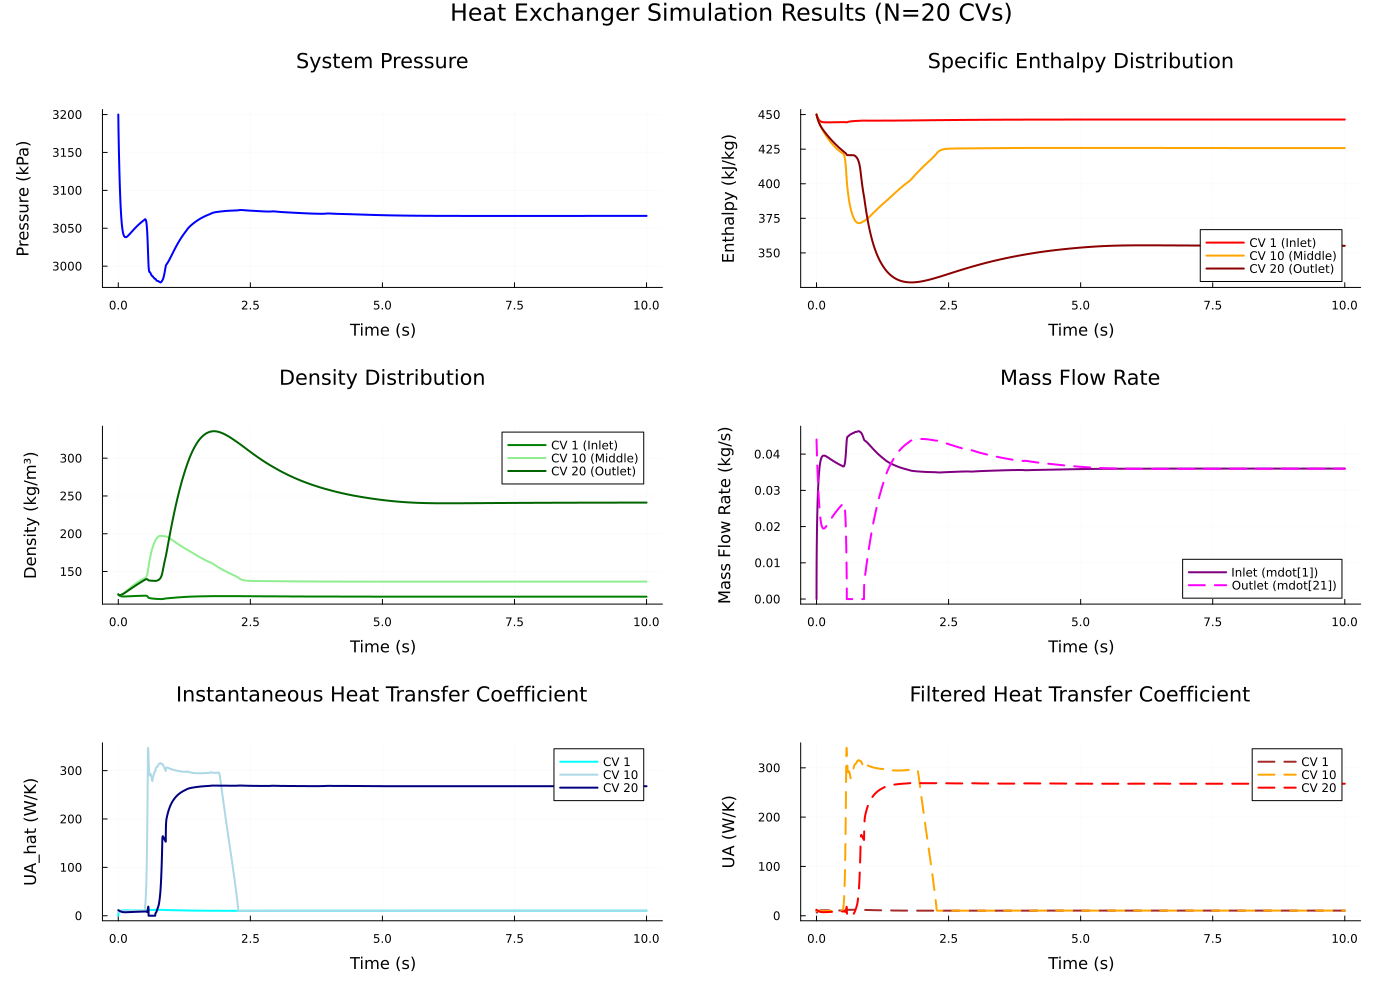 Heat Exchanger Simulation Results (N=20 CVs)
System Pressure
Pressure (kPa)
3200
3150
3100
3050
3000
0.0 2.5 5.0 7.5 10.0
Time (s)
Specific Enthalpy Distribution
Enthalpy (kJ/kg)
450
425
400
375
350
CV 1 (Inlet)
CV 10 (Middle)
CV 20 (Outlet)
0.0 2.5 5.0 7.5 10.0
Time (s)
Density Distribution
Density (kg/m³)
300
250
200
150
CV 1 (Inlet)
CV 10 (Middle)
CV 20 (Outlet)
0.0 2.5 5.0 7.5 10.0
Time (s)
Mass Flow Rate
Mass Flow Rate (kg/s)
0.04
0.03
0.02
0.01
0.00
Inlet (mdot[1])
Outlet (mdot[21])
0.0 2.5 5.0 7.5 10.0
Time (s)
Instantaneous Heat Transfer Coefficient
UA_hat (W/K)
300
200
100
0
CV 1
CV 10
CV 20
0.0 2.5 5.0 7.5 10.0
Time (s)
Filtered Heat Transfer Coefficient
UA (W/K)
300
200
100
0
CV 1
CV 10
CV 20
0.0 2.5 5.0 7.5 10.0
Time (s)